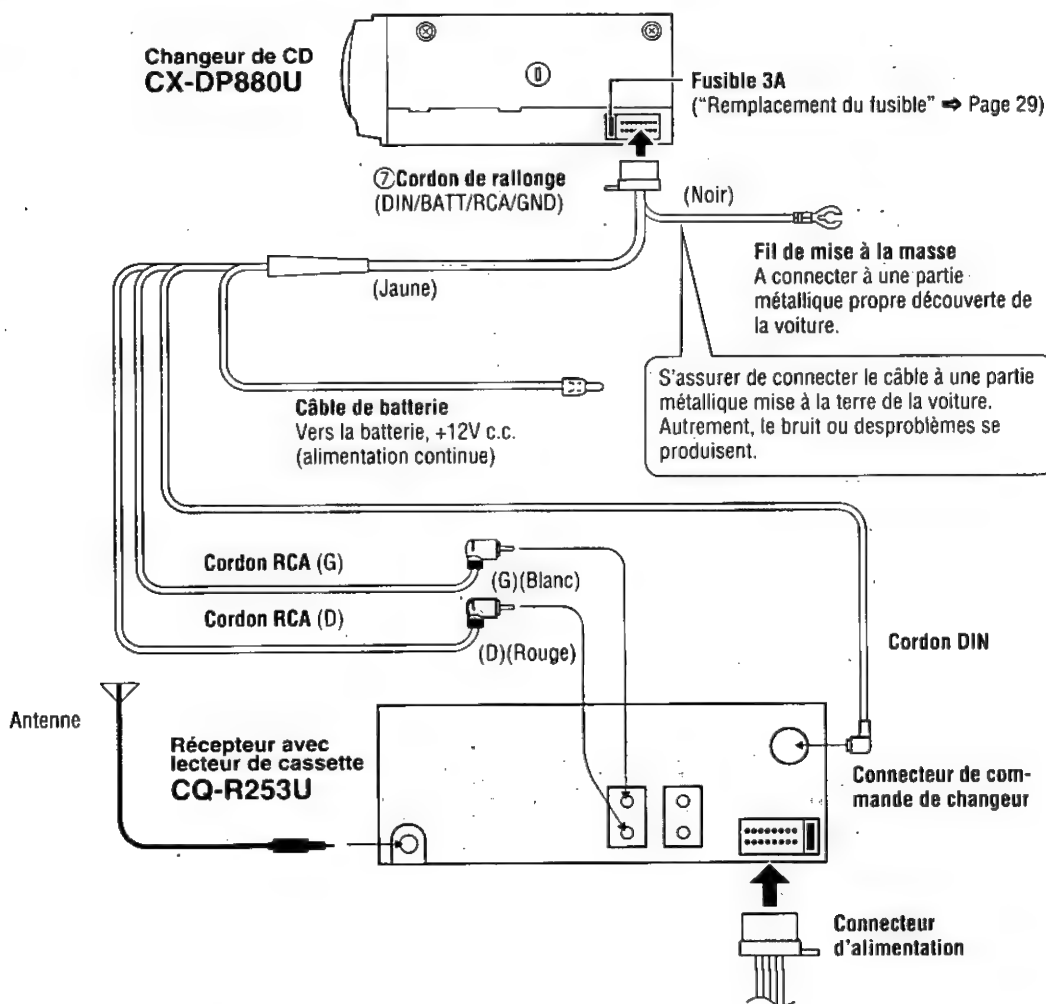 Changeur de CD
CX-DP880U
Fusible 3A
("Remplacement du fusible" ➡ Page 29)
⑦Cordon de rallonge
(DIN/BATT/RCA/GND)
(Noir)
Fil de mise à la masse
A connecter à une partie
métallique propre découverte de
la voiture.
(Jaune)
S'assurer de connecter le câble à une partie
métallique mise à la terre de la voiture.
Autrement, le bruit ou desproblèmes se
produisent.
Câble de batterie
Vers la batterie, +12V c.c.
(alimentation continue)
Cordon RCA (G)
(G)(Blanc)
Cordon RCA (D)
(D)(Rouge)
Cordon DIN
Antenne
Récepteur avec
lecteur de cassette
CQ-R253U
Connecteur de com-
mande de changeur
Connecteur
d'alimentation